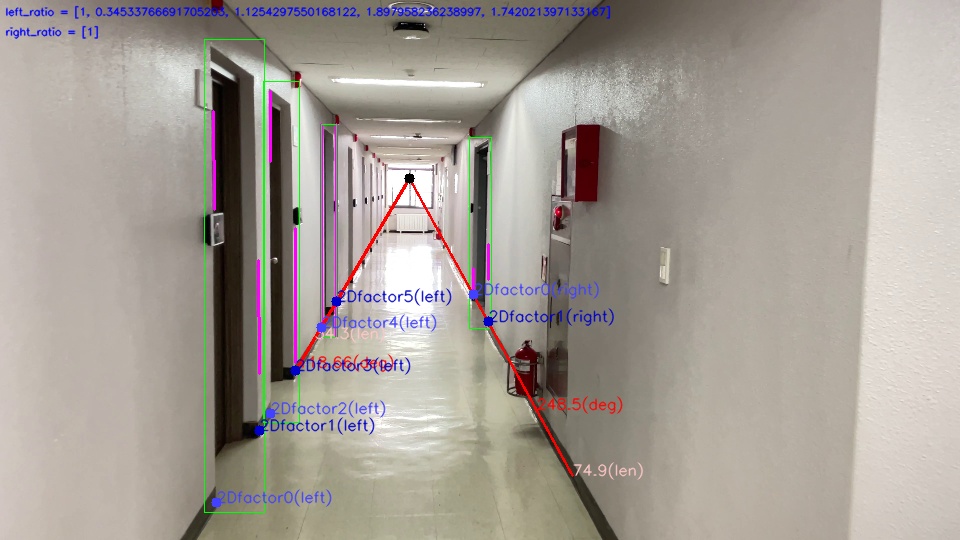 left_ratio = [1, 0.34533766691705283, 1.1254297550168122, 1.897958236238997, 1.742021397133167]
right_ratio = [1]
2Dfactor0(right)
2Dfactor5(left)
2Dfactor1(right)
2Dfactor4(left)
2Dfactor3(left)
2Dfactor2(left)
248.5(deg)
2Dfactor1(left)
74.9(len)
2Dfactor0(left)